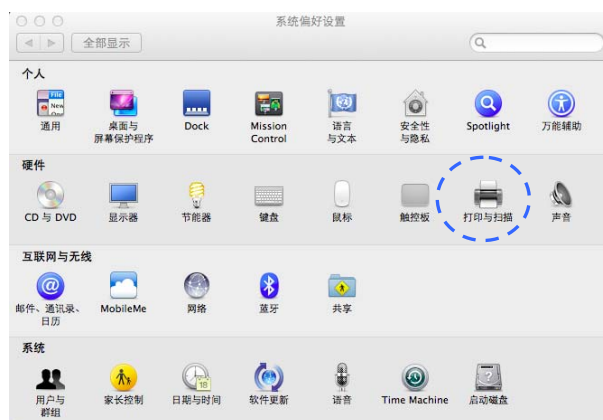 系统偏好设置
全部显示
个人
通用
桌面与
屏幕保护程序
Dock
Mission
Control
语言
与文本
安全性
与隐私
Spotlight
万能辅助
硬件
CD 与 DVD
显示器
节能器
键盘
鼠标
触控板
打印与扫描
声音
互联网与无线
邮件、通讯录、
日历
MobileMe
网络
蓝牙
共享
系统
用户与
群组
家长控制
日期与时间
软件更新
语音
Time Machine
启动磁盘